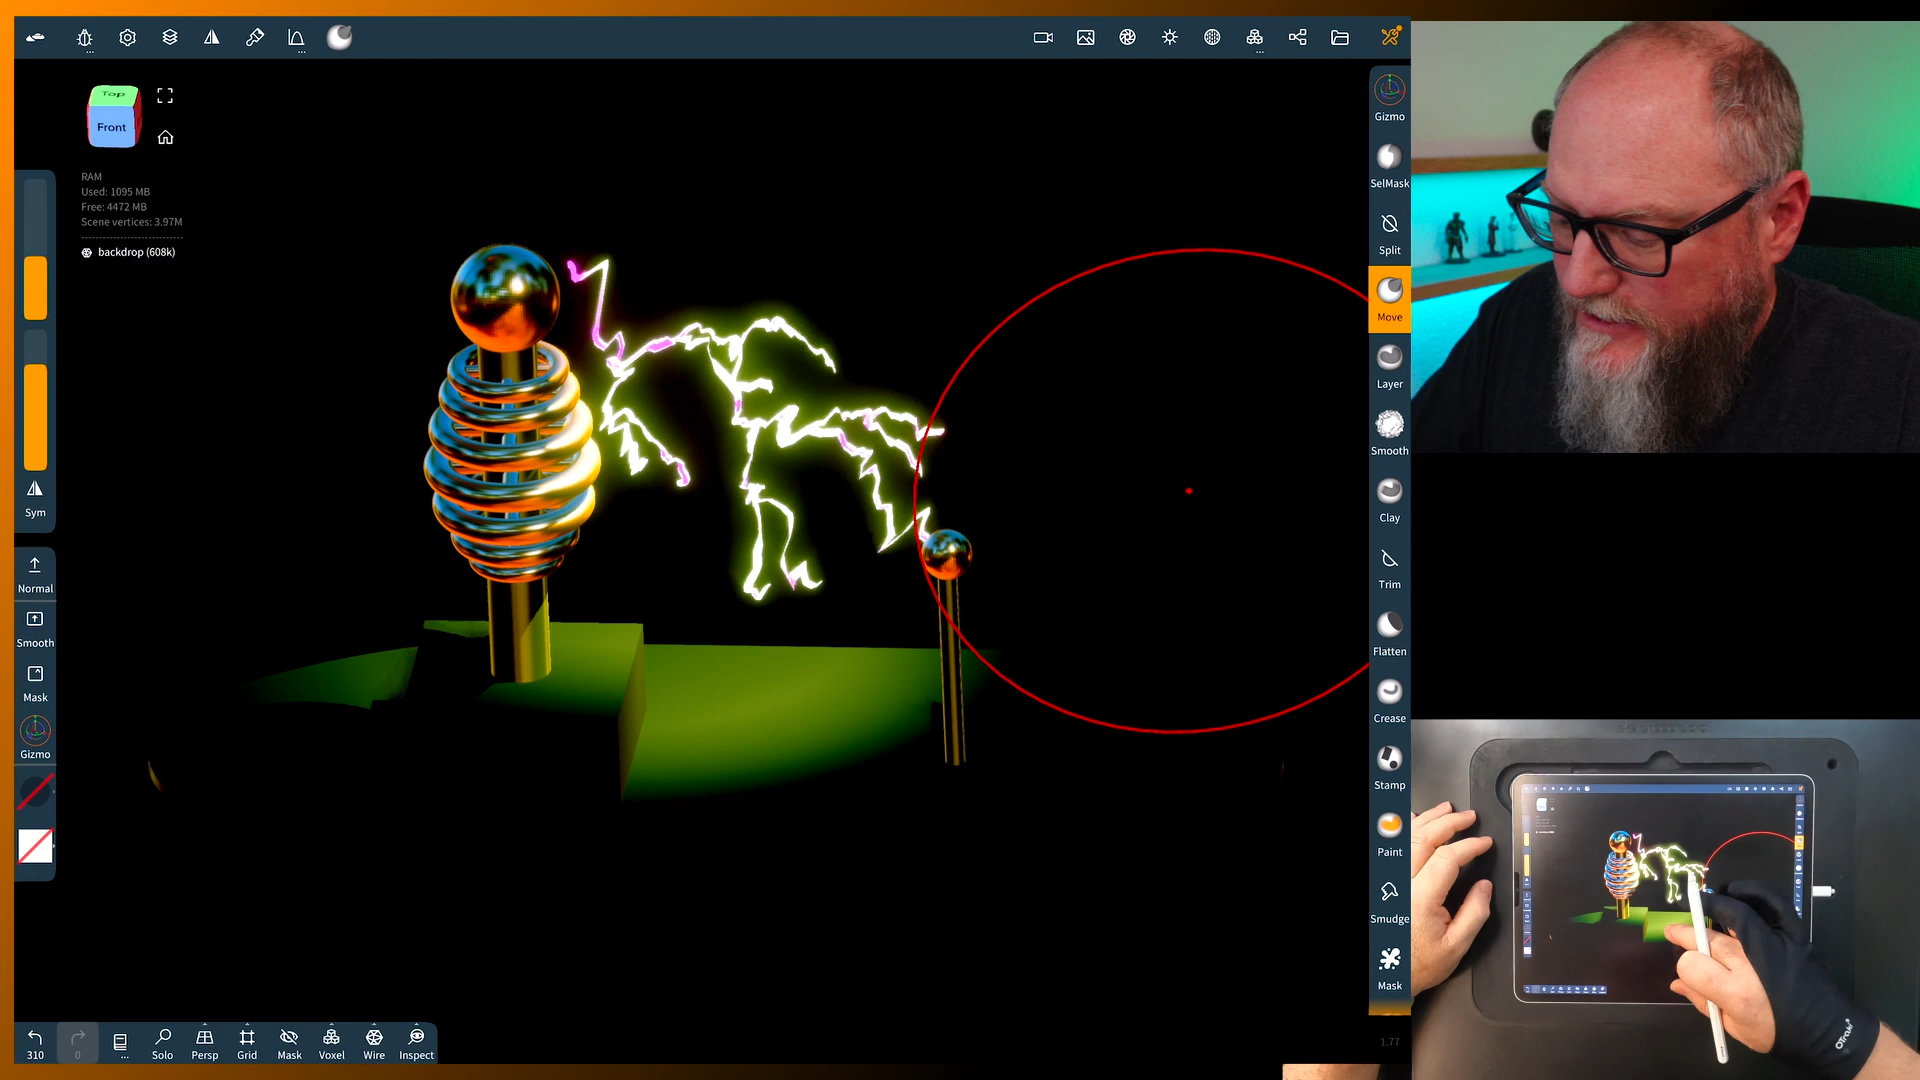 Top
Front
RAM
Used: 1095 MB
Free: 4472 MB
Scene vertices: 3.97M
backdrop (608k)
Sym
Normal
Smooth
Mask
Gizmo
310
0
...
Solo
Persp
Grid
Mask
Voxel
Wire
Inspect
1.77
Gizmo
SelMask
Split
Move
Layer
Smooth
Clay
Trim
Flatten
Crease
Stamp
Paint
Smudge
Mask
OTraki